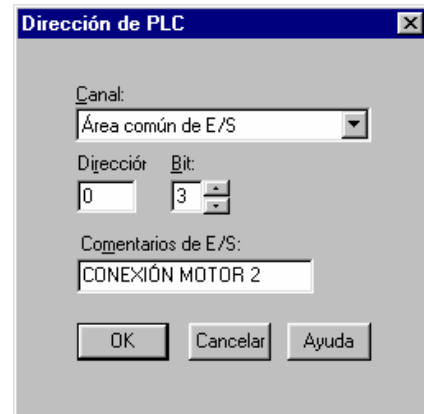 Dirección de PLC
Canal:
Área común de E/S
Direcciór Bit:
0 3
Comentarios de E/S:
CONEXIÓN MOTOR 2
OK Cancelar Ayuda